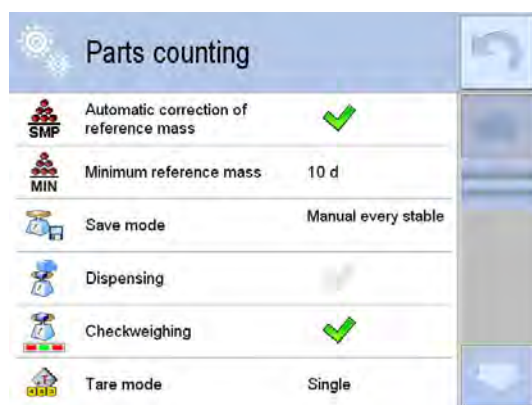 Parts counting
SMP
Automatic correction of
reference mass
MIN
Minimum reference mass
10 d
Save mode
Manual every stable
Dispensing
Checkweighing
Tare mode
Single